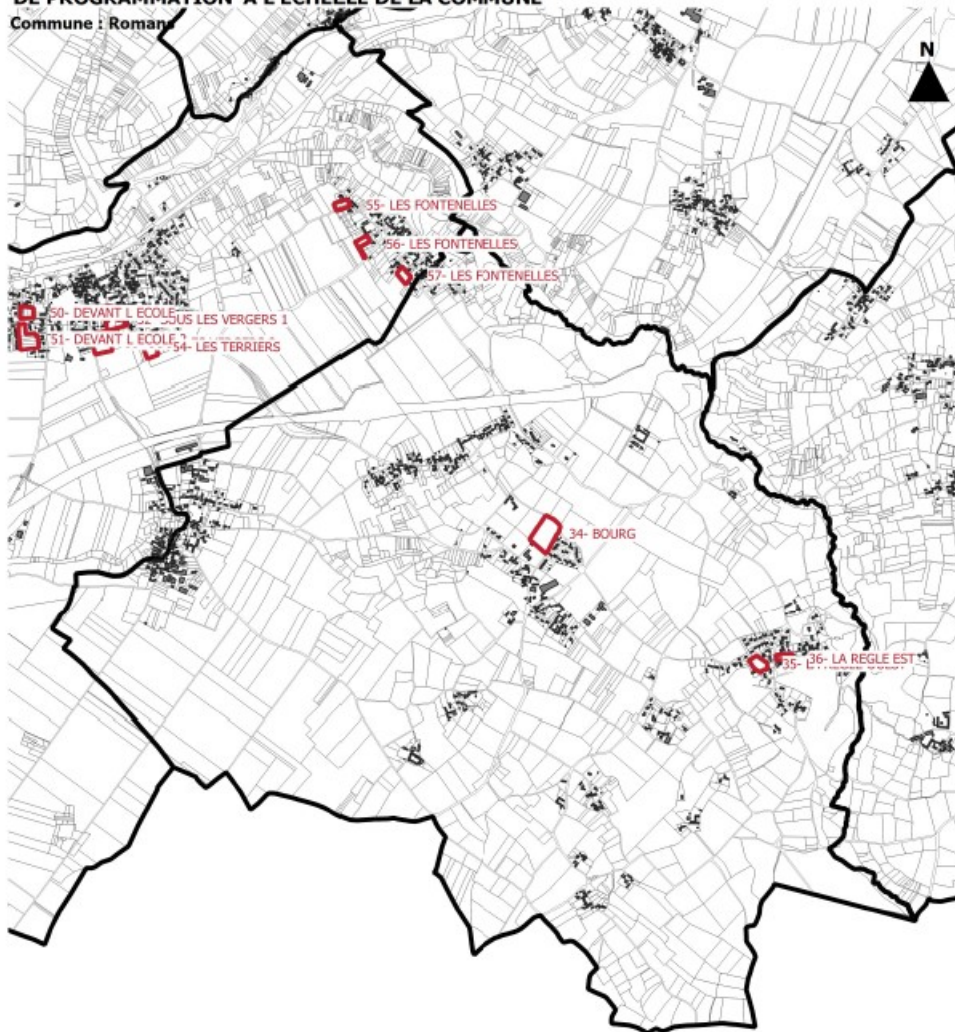 DE PROGRAMMATION A L'ECHELLE DE LA COMMUNE
Commune : Romans
N
55- LES FONTENELLES
56- LES FONTENELLES
57- LES FONTENELLES
50- DEVANT L ECOLE
SOUS LES VERGERS 1
51- DEVANT L ECOLE
54- LES TERRIERS
34- BOURG
36- LA REGLE EST
35-